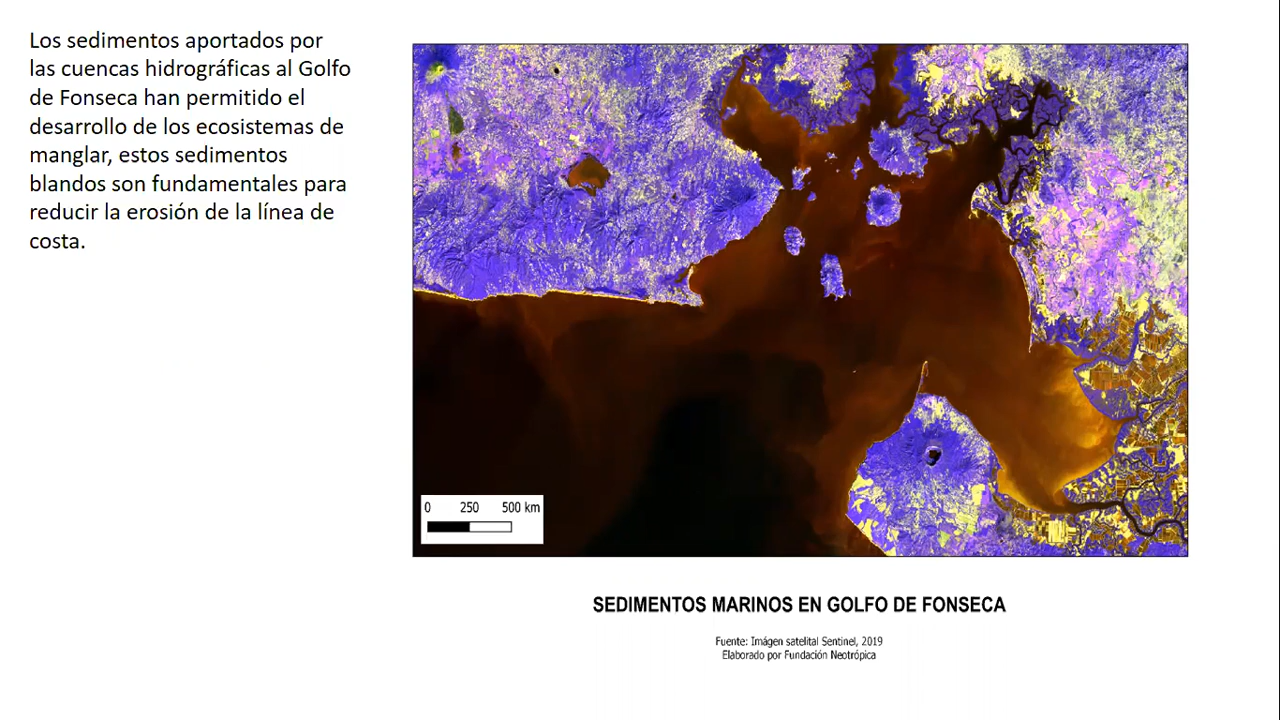 Los sedimentos aportados por
las cuencas hidrográficas al Golfo
de Fonseca han permitido el
desarrollo de los ecosistemas de
manglar, estos sedimentos
blandos son fundamentales para
reducir la erosión de la línea de
costa.
0 250 500 km
SEDIMENTOS MARINOS EN GOLFO DE FONSECA
Fuente: Imágen satelital Sentinel, 2019
Elaborado por Fundación Neotrópica